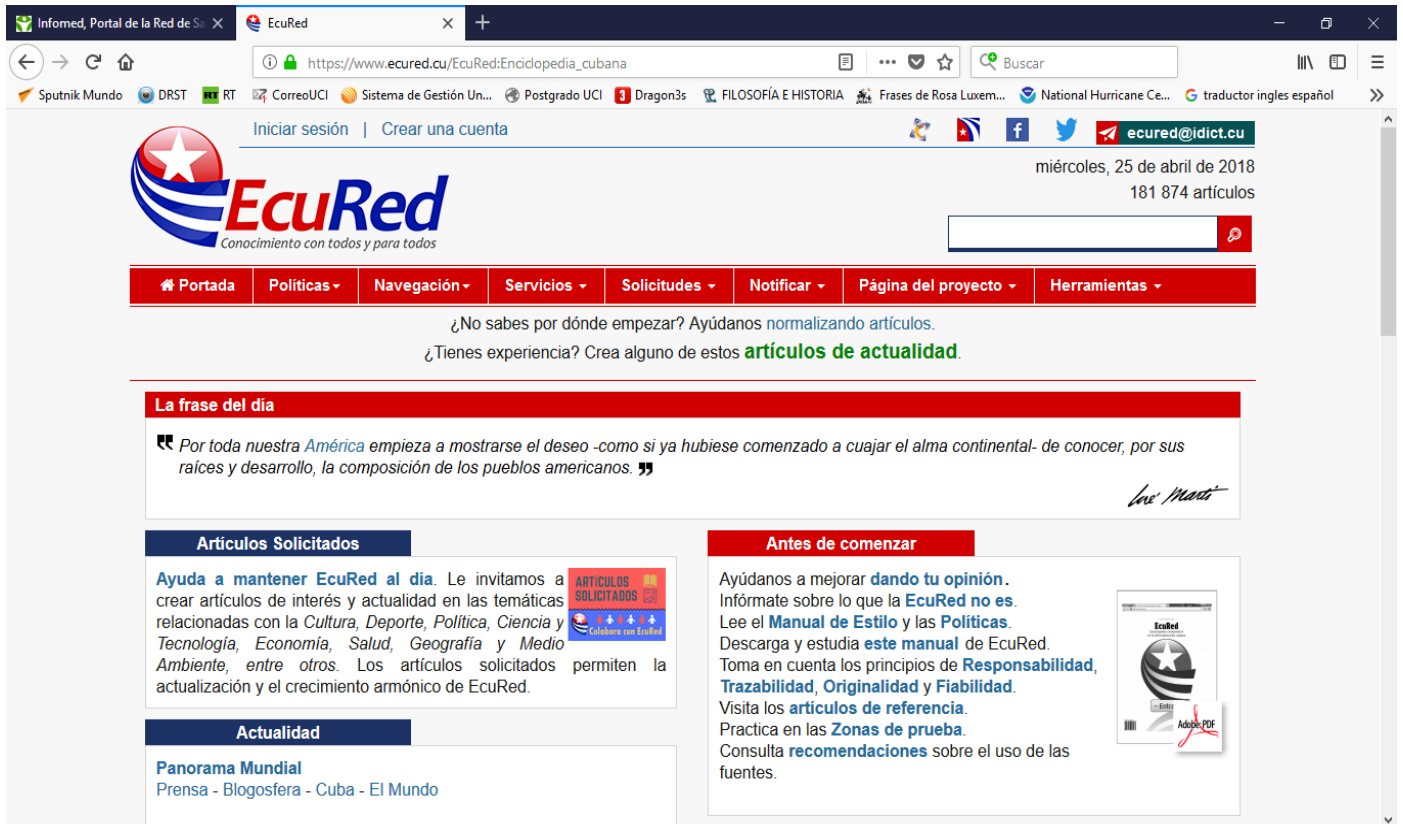 Infomed, Portal de la Red de Sa
EcuRed
https://www.ecured.cu/EcuRed:Enciclopedia_cubana
Buscar
Sputnik Mundo DRST RT RT CorreoUCI Sistema de Gestión Un... Postgrado UCI 3 Dragon3s FILOSOFÍA E HISTORIA Frases de Rosa Luxem... National Hurricane Ce... G traductor ingles español
Iniciar sesión | Crear una cuenta
ecured@idict.cu
miércoles, 25 de abril de 2018
181 874 artículos
EcuRed
Conocimiento con todos y para todos
Portada Políticas Navegación Servicios Solicitudes Notificar Página del proyecto Herramientas
¿No sabes por dónde empezar? Ayúdanos normalizando artículos.
¿Tienes experiencia? Crea alguno de estos artículos de actualidad.
La frase del día
Por toda nuestra América empieza a mostrarse el deseo -como si ya hubiese comenzado a cuajar el alma continental- de conocer, por sus
raíces y desarrollo, la composición de los pueblos americanos.
José Martí
Artículos Solicitados
Ayuda a mantener EcuRed al día. Le invitamos a
crear artículos de interés y actualidad en las temáticas
relacionadas con la Cultura, Deporte, Política, Ciencia y
Tecnología, Economía, Salud, Geografía y Medio
Ambiente, entre otros. Los artículos solicitados permiten la
actualización y el crecimiento armónico de EcuRed.
ARTÍCULOS
SOLICITADOS
Colabora con EcuRed
Actualidad
Panorama Mundial
Prensa - Blogosfera - Cuba - El Mundo
Antes de comenzar
Ayúdanos a mejorar dando tu opinión.
Infórmate sobre lo que la EcuRed no es.
Lee el Manual de Estilo y las Políticas.
Descarga y estudia este manual de EcuRed.
Toma en cuenta los principios de Responsabilidad,
Trazabilidad, Originalidad y Fiabilidad.
Visita los artículos de referencia.
Practica en las Zonas de prueba.
Consulta recomendaciones sobre el uso de las
fuentes.
EcuRed
Adobe PDF